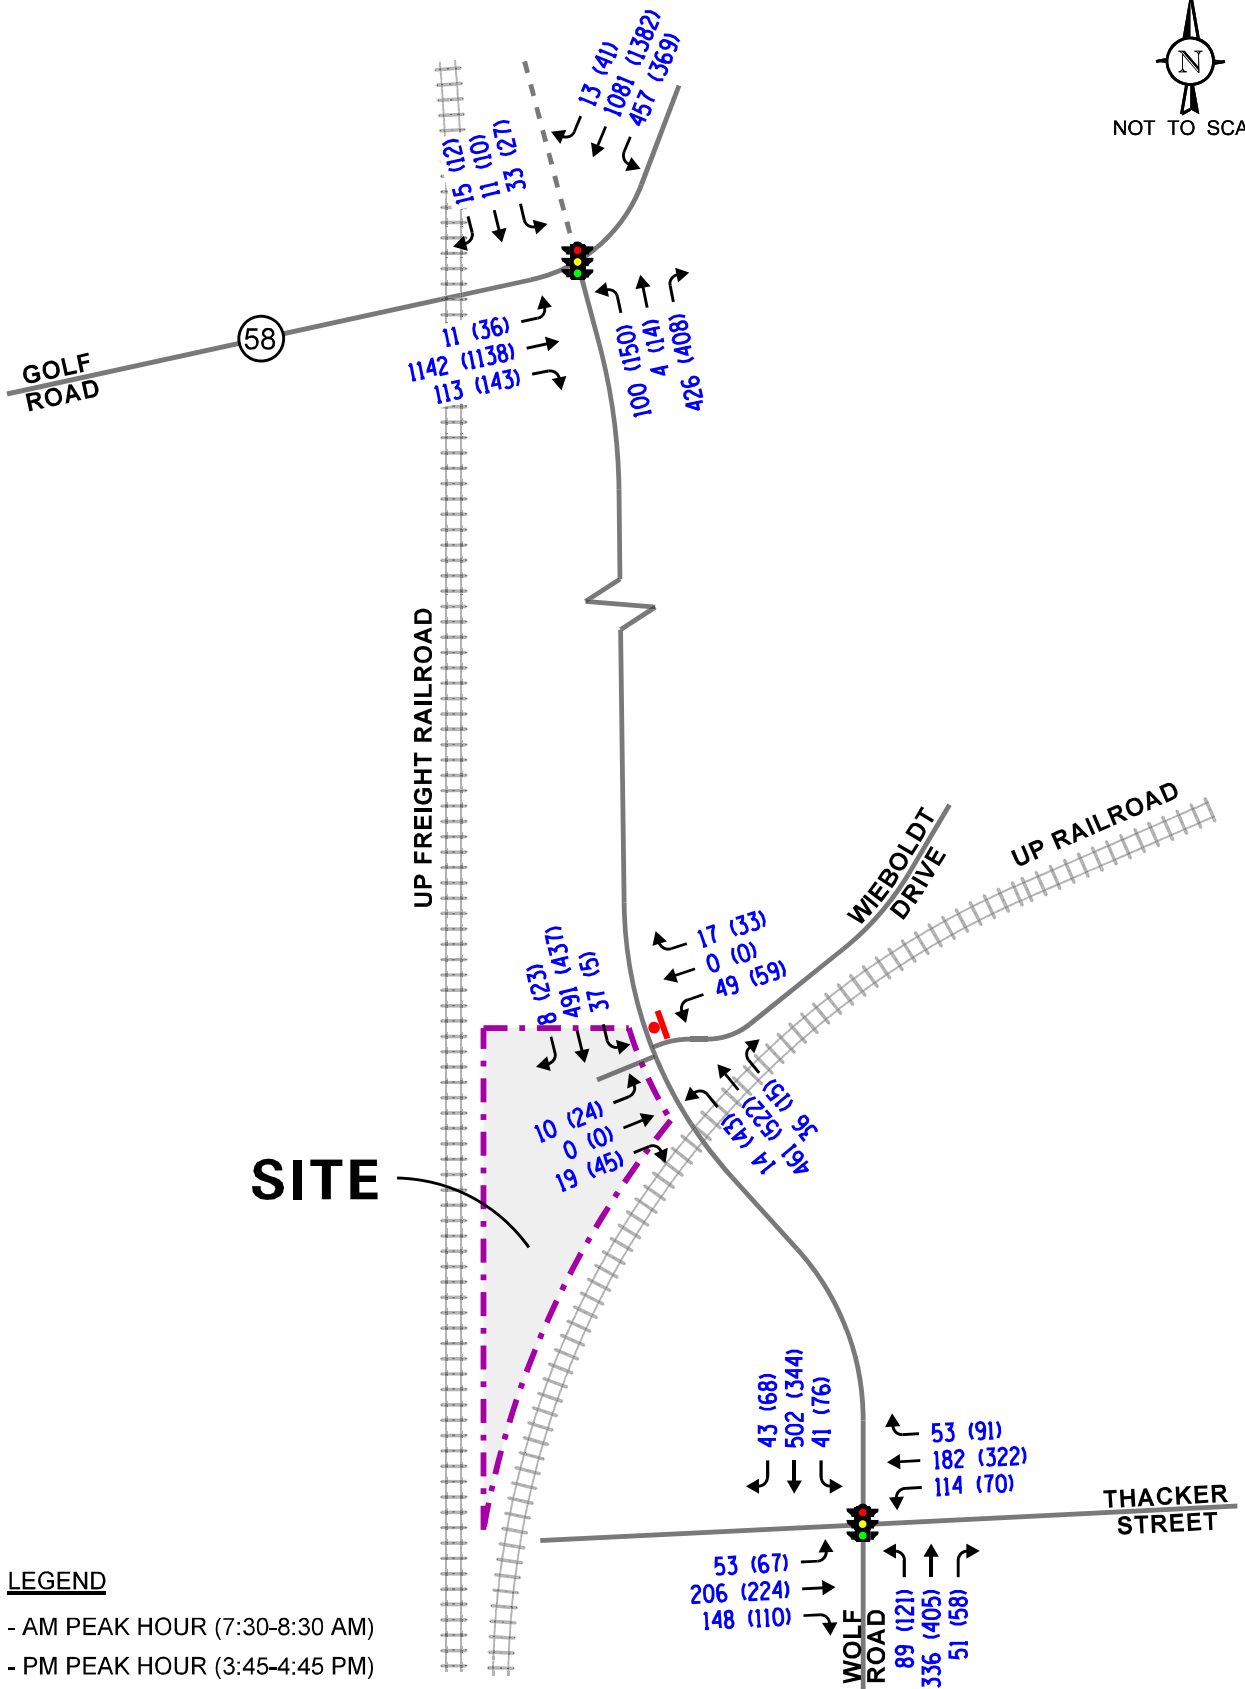 N
NOT TO SCA
13 (41)
1081 (1382)
457 (369)
15 (12)
11 (10)
33 (27)
58
GOLF
ROAD
11 (36)
1142 (1138)
113 (143)
100 (150)
4 (14)
426 (408)
UP FREIGHT RAILROAD
UP RAILROAD
WIEBOLDT
DRIVE
17 (33)
0 (0)
49 (59)
8 (23)
491 (437)
37 (5)
10 (24)
0 (0)
19 (45)
14 (43)
461 (522)
36 (15)
SITE
43 (68)
502 (344)
41 (76)
53 (91)
182 (322)
114 (70)
THACKER
STREET
53 (67)
206 (224)
148 (110)
WOLF
ROAD
89 (121)
336 (405)
51 (58)
LEGEND
- AM PEAK HOUR (7:30-8:30 AM)
- PM PEAK HOUR (3:45-4:45 PM)